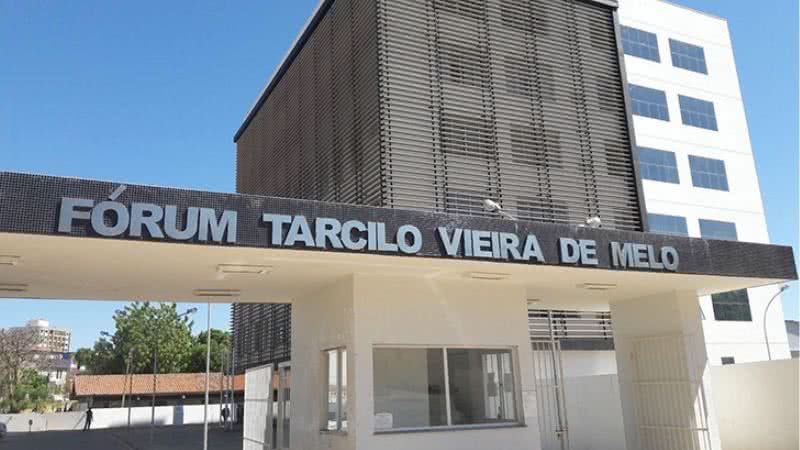 FÓRUM TARCILO VIEIRA DE MELO